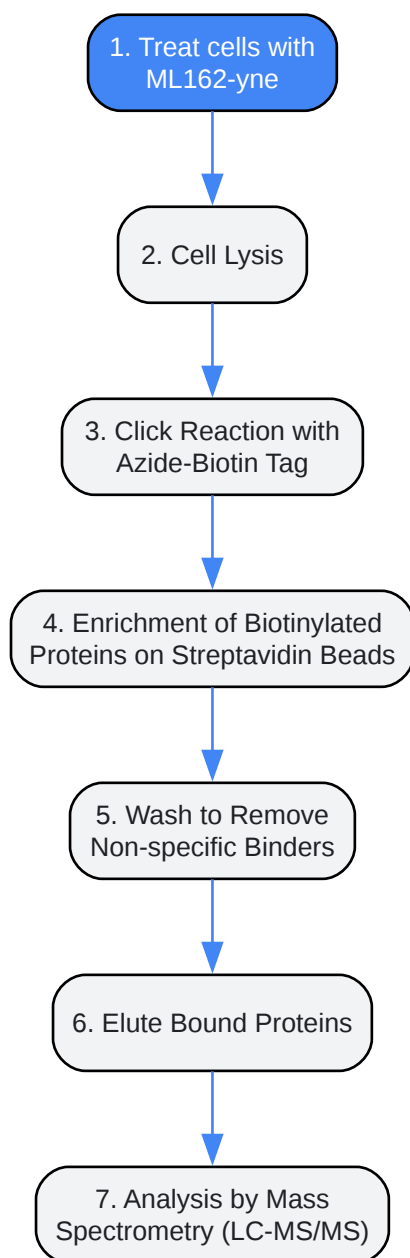 1. Treat cells with
ML162-yne
2. Cell Lysis
3. Click Reaction with
Azide-Biotin Tag
4. Enrichment of Biotinylated
Proteins on Streptavidin Beads
5. Wash to Remove
Non-specific Binders
6. Elute Bound Proteins
7. Analysis by Mass
Spectrometry (LC-MS/MS)